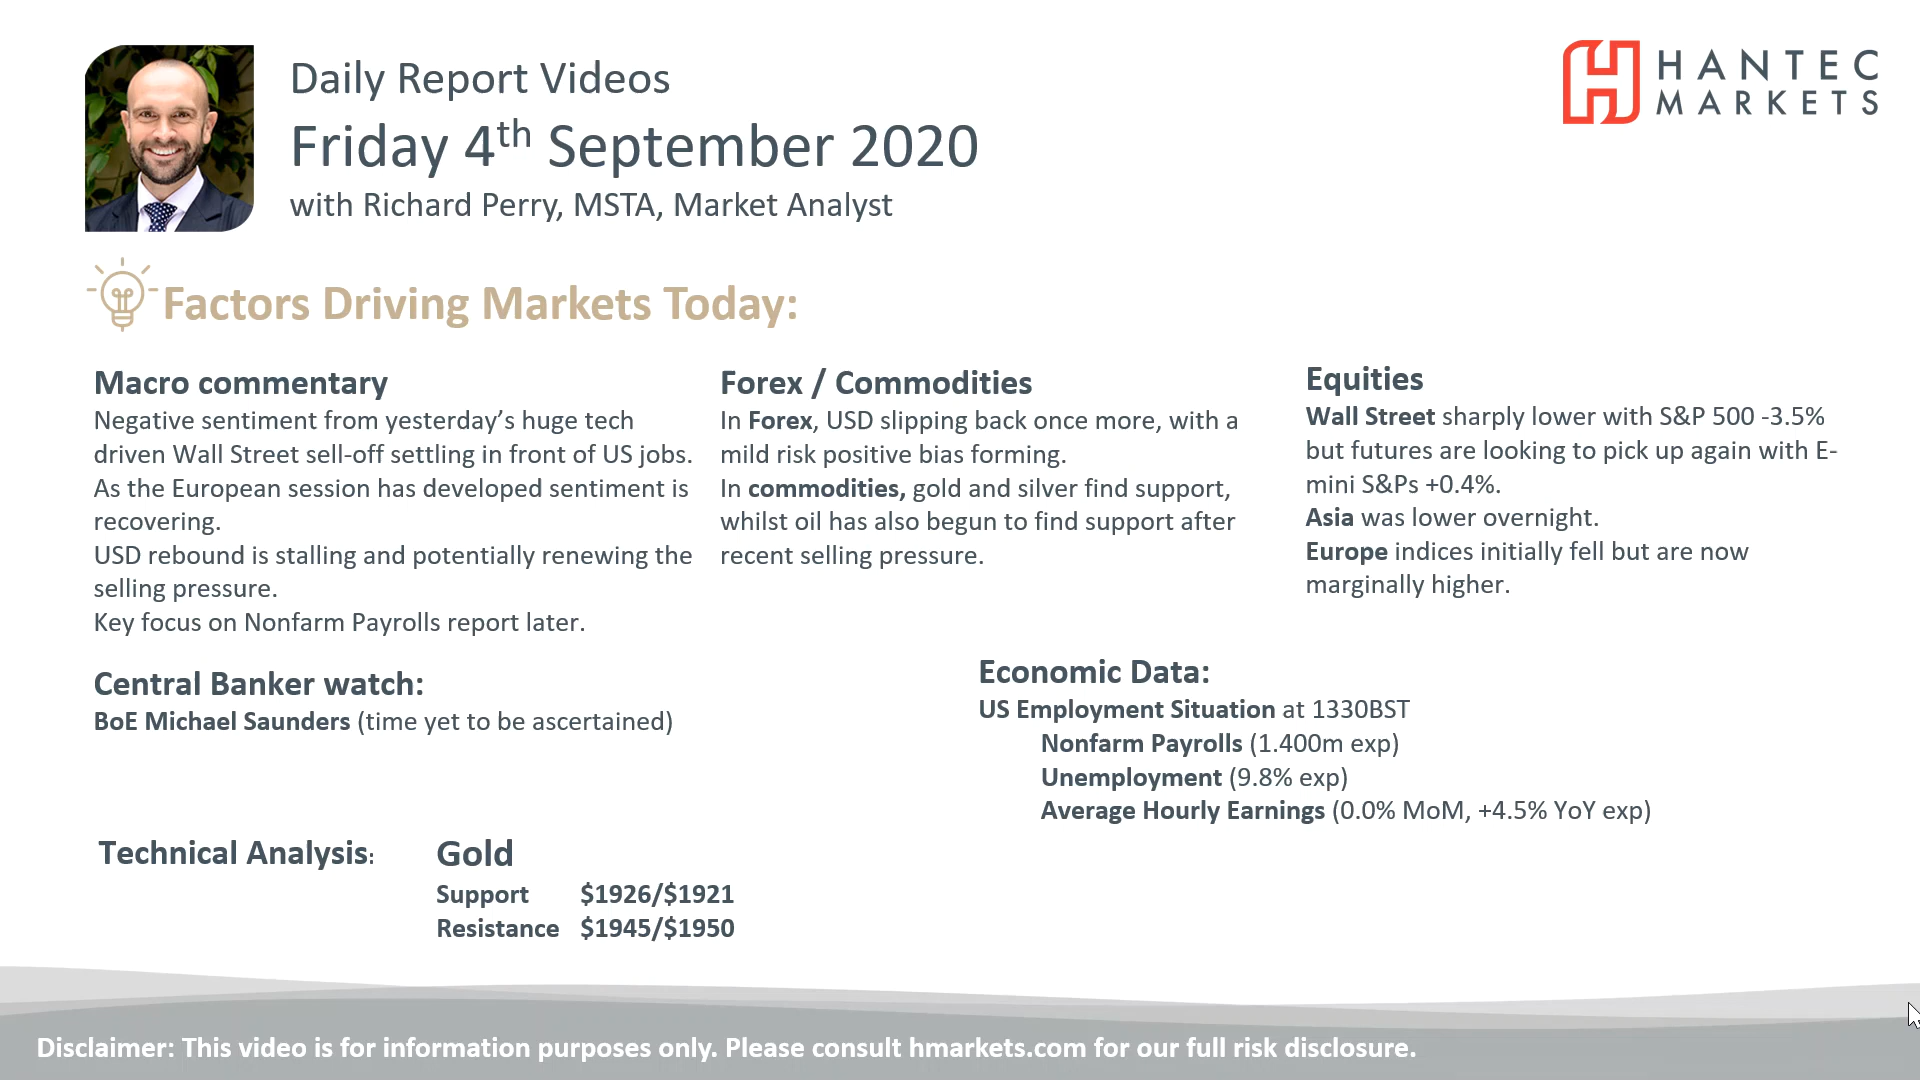 Daily Report Videos
Friday 4th September 2020
with Richard Perry, MSTA, Market Analyst
HANTEC
MARKETS
Factors Driving Markets Today:
Macro commentary
Negative sentiment from yesterday’s huge tech
driven Wall Street sell-off settling in front of US jobs.
As the European session has developed sentiment is
recovering.
USD rebound is stalling and potentially renewing the
selling pressure.
Key focus on Nonfarm Payrolls report later.
Forex / Commodities
In Forex, USD slipping back once more, with a
mild risk positive bias forming.
In commodities, gold and silver find support,
whilst oil has also begun to find support after
recent selling pressure.
Equities
Wall Street sharply lower with S&P 500 -3.5%
but futures are looking to pick up again with E-
mini S&Ps +0.4%.
Asia was lower overnight.
Europe indices initially fell but are now
marginally higher.
Central Banker watch:
BoE Michael Saunders (time yet to be ascertained)
Economic Data:
US Employment Situation at 1330BST
Nonfarm Payrolls (1.400m exp)
Unemployment (9.8% exp)
Average Hourly Earnings (0.0% MoM, +4.5% YoY exp)
Technical Analysis:
Gold
Support $1926/$1921
Resistance $1945/$1950
Disclaimer: This video is for information purposes only. Please consult hmarkets.com for our full risk disclosure.